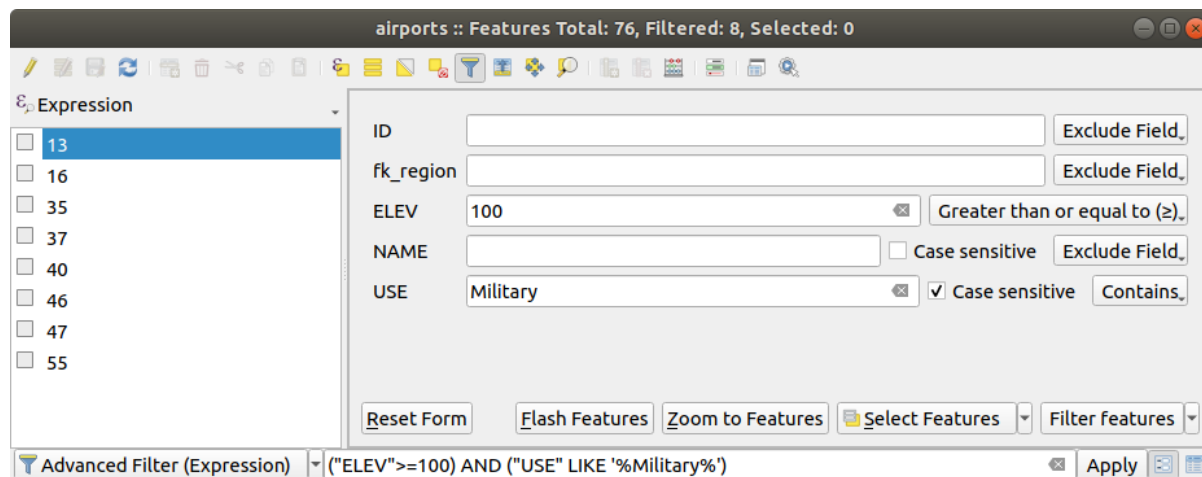 airports :: Features Total: 76, Filtered: 8, Selected: 0
Expression
13
16
35
37
40
46
47
55
ID Exclude Field
fk_region Exclude Field
ELEV 100 Greater than or equal to (≥)
NAME Case sensitive Exclude Field
USE Military Case sensitive Contains
Reset Form Flash Features Zoom to Features Select Features Filter features
Advanced Filter (Expression) ("ELEV">=100) AND ("USE" LIKE '%Military%') Apply